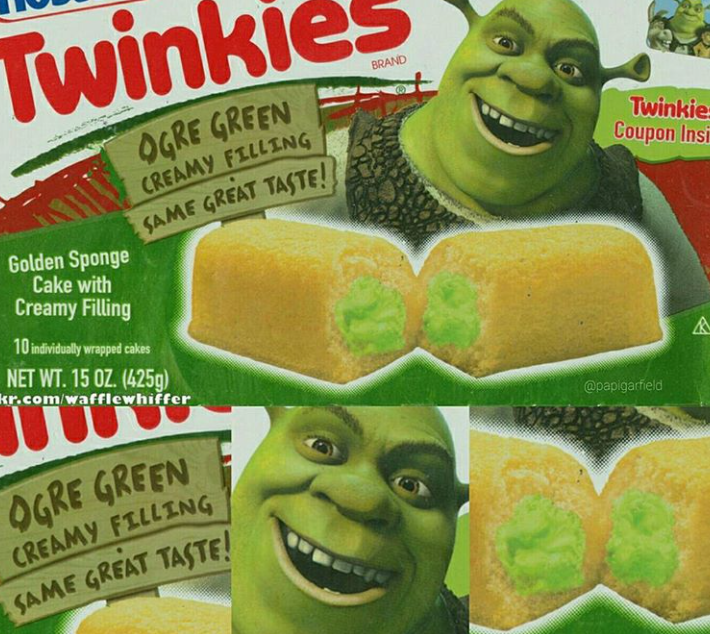 Twinkies
BRAND
®
OGRE GREEN
CREAMY FILLING
SAME GREAT TASTE!
Twinkie
Coupon Insi
Golden Sponge
Cake with
Creamy Filling
10 individually wrapped cakes
NET WT. 15 OZ. (425g)
kr.com/wafflewhiffer
@papigarfield
OGRE GREEN
CREAMY FILLING
SAME GREAT TASTE!